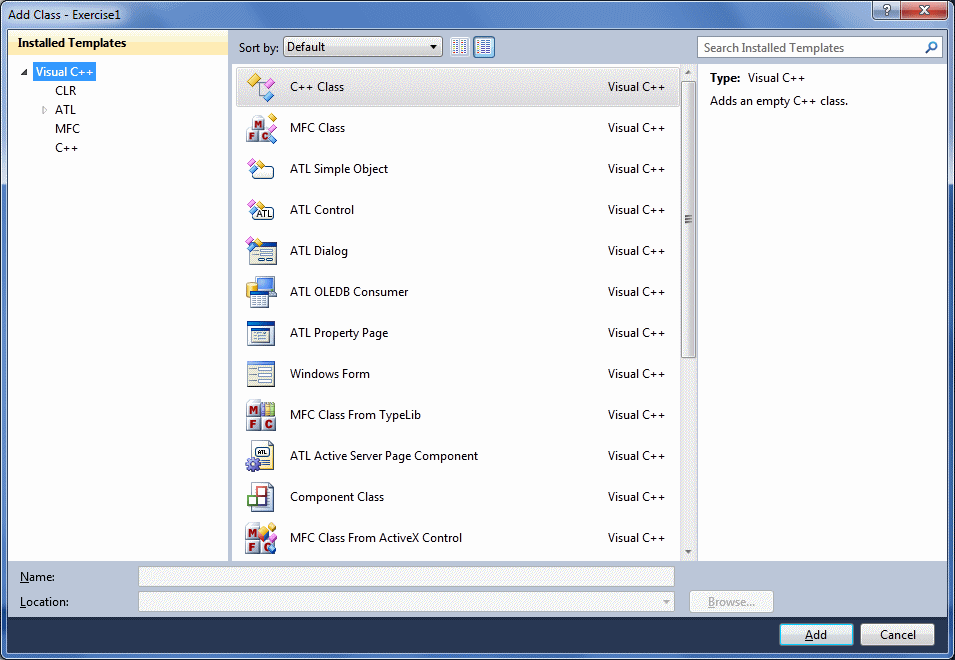 Add Class - Exercise1
Installed Templates
Sort by: Default
Search Installed Templates
Visual C++
CLR
ATL
MFC
C++
C++ Class Visual C++
MFC Class Visual C++
ATL Simple Object Visual C++
ATL Control Visual C++
ATL Dialog Visual C++
ATL OLEDB Consumer Visual C++
ATL Property Page Visual C++
Windows Form Visual C++
MFC Class From TypeLib Visual C++
ATL Active Server Page Component Visual C++
Component Class Visual C++
MFC Class From ActiveX Control Visual C++
Type: Visual C++
Adds an empty C++ class.
Name:
Location:
Browse...
Add
Cancel